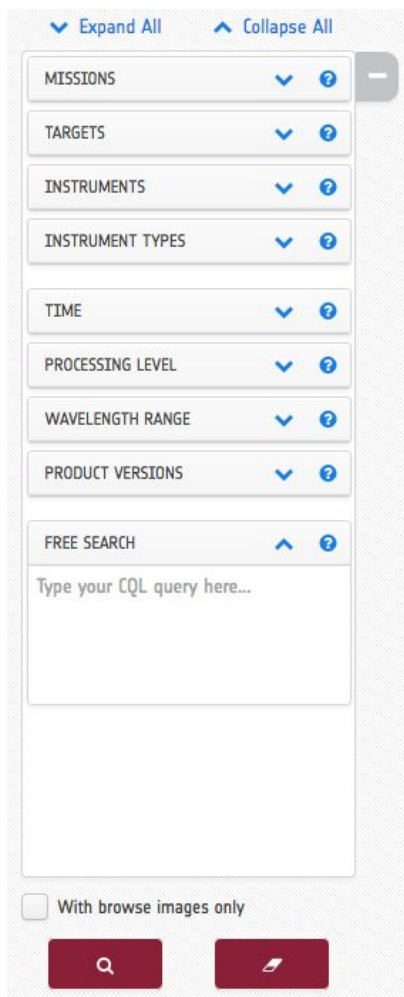 Expand All Collapse All
MISSIONS
TARGETS
INSTRUMENTS
INSTRUMENT TYPES
TIME
PROCESSING LEVEL
WAVELENGTH RANGE
PRODUCT VERSIONS
FREE SEARCH
Type your CQL query here...
With browse images only